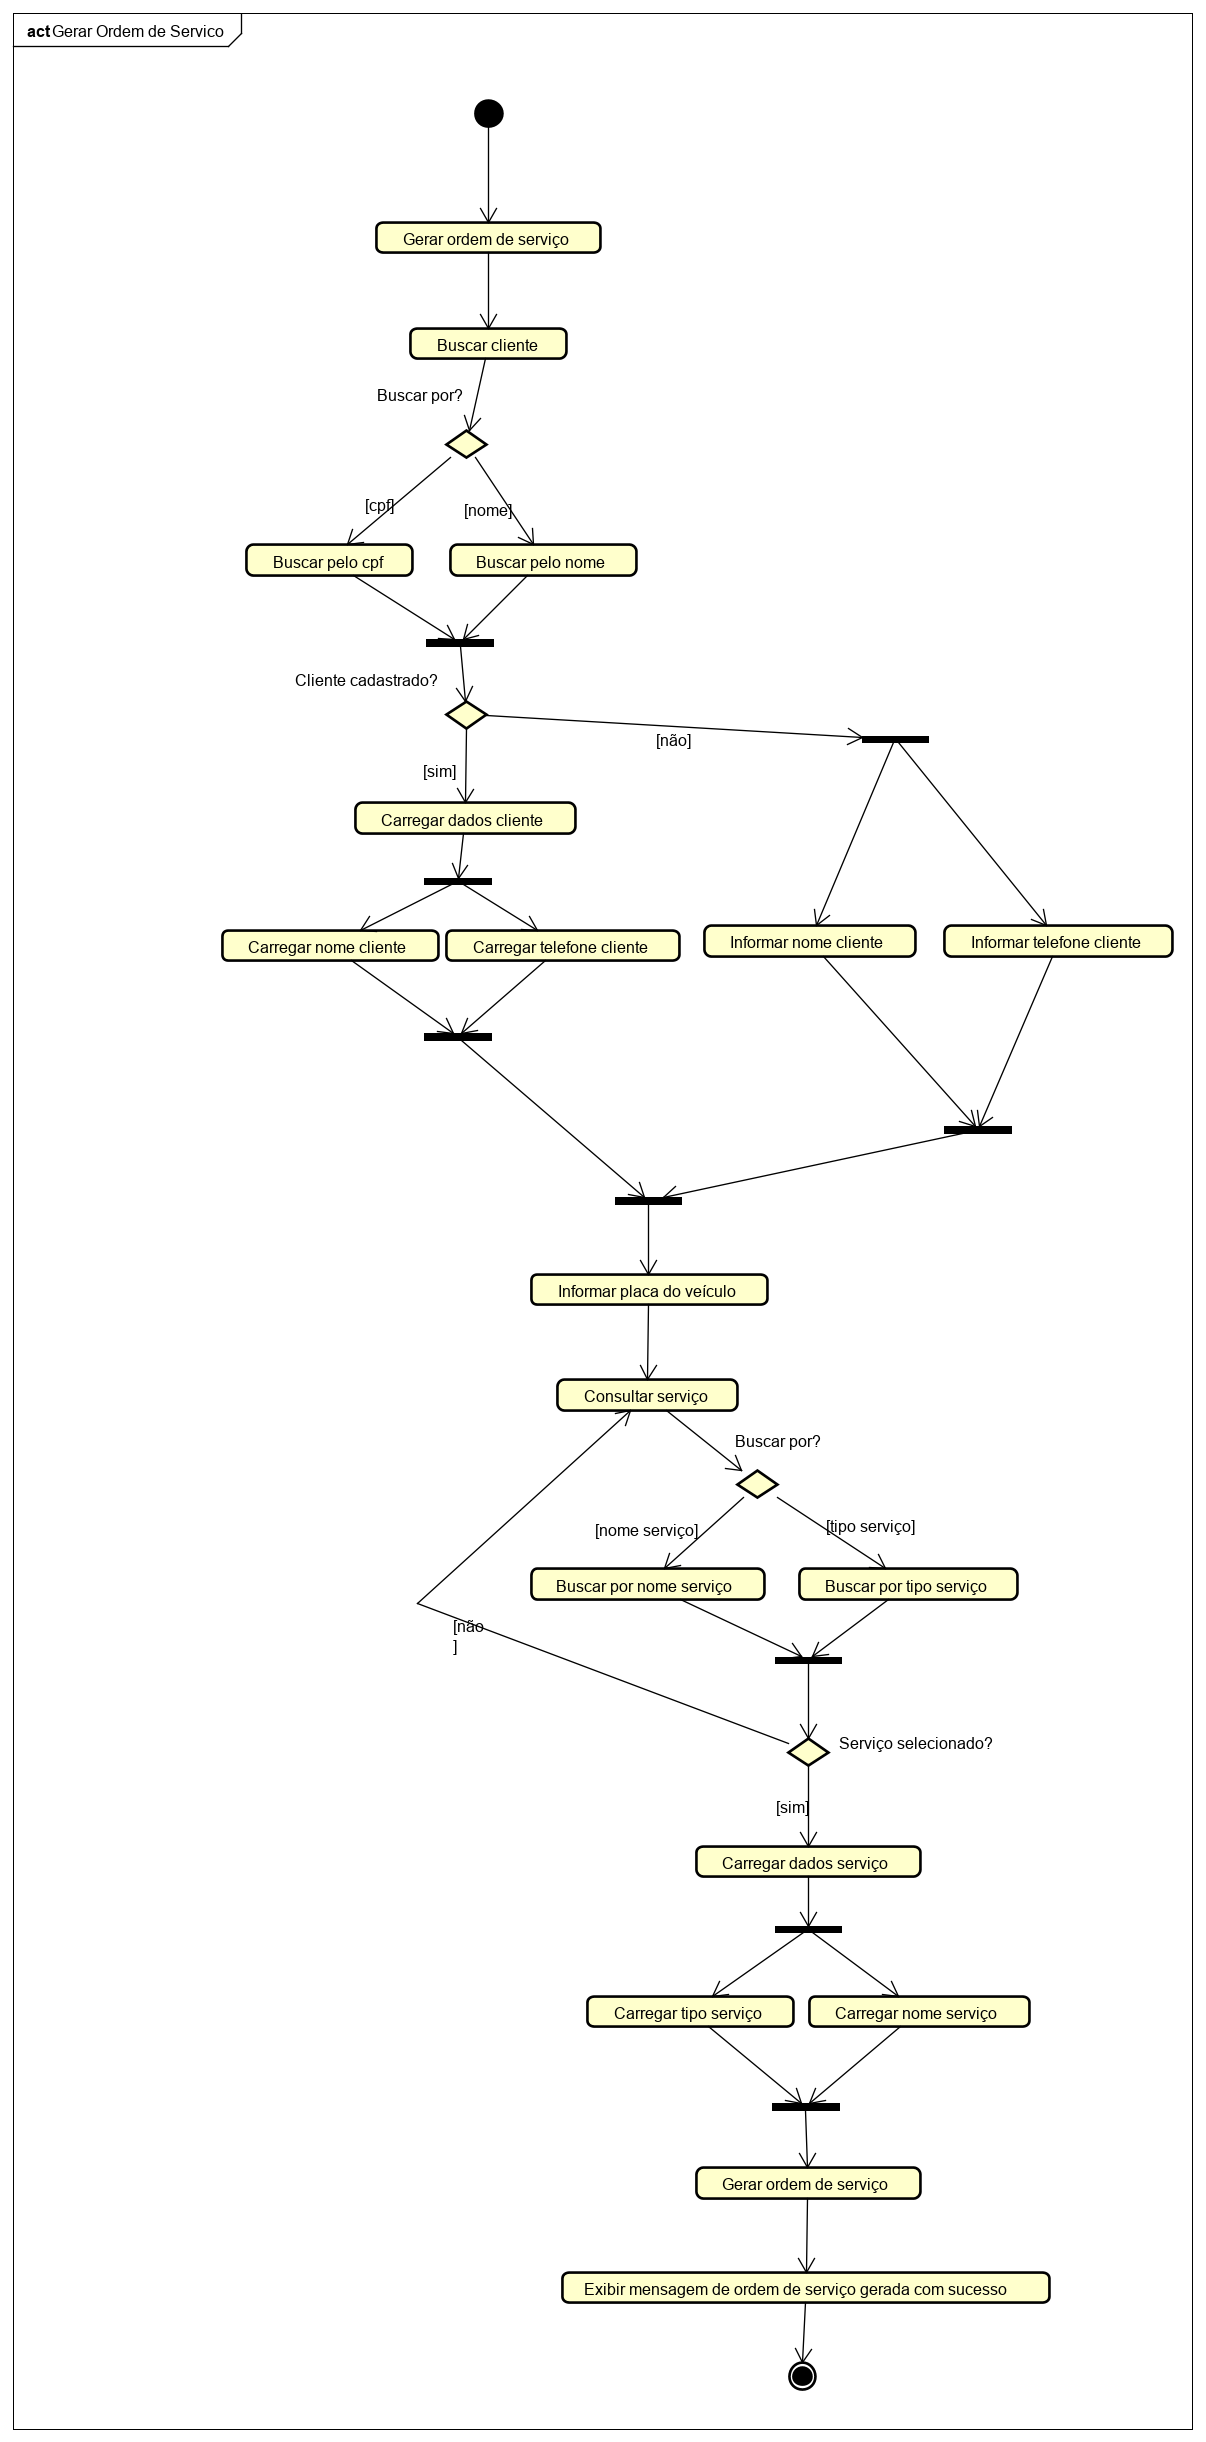 act Gerar Ordem de Servico
Gerar ordem de serviço
Buscar cliente
Buscar por?
[cpf]
[nome]
Buscar pelo cpf
Buscar pelo nome
Cliente cadastrado?
[não]
[sim]
Carregar dados cliente
Carregar nome cliente
Carregar telefone cliente
Informar nome cliente
Informar telefone cliente
Informar placa do veículo
Consultar serviço
Buscar por?
[nome serviço]
[tipo serviço]
Buscar por nome serviço
Buscar por tipo serviço
[não
]
Serviço selecionado?
[sim]
Carregar dados serviço
Carregar tipo serviço
Carregar nome serviço
Gerar ordem de serviço
Exibir mensagem de ordem de serviço gerada com sucesso